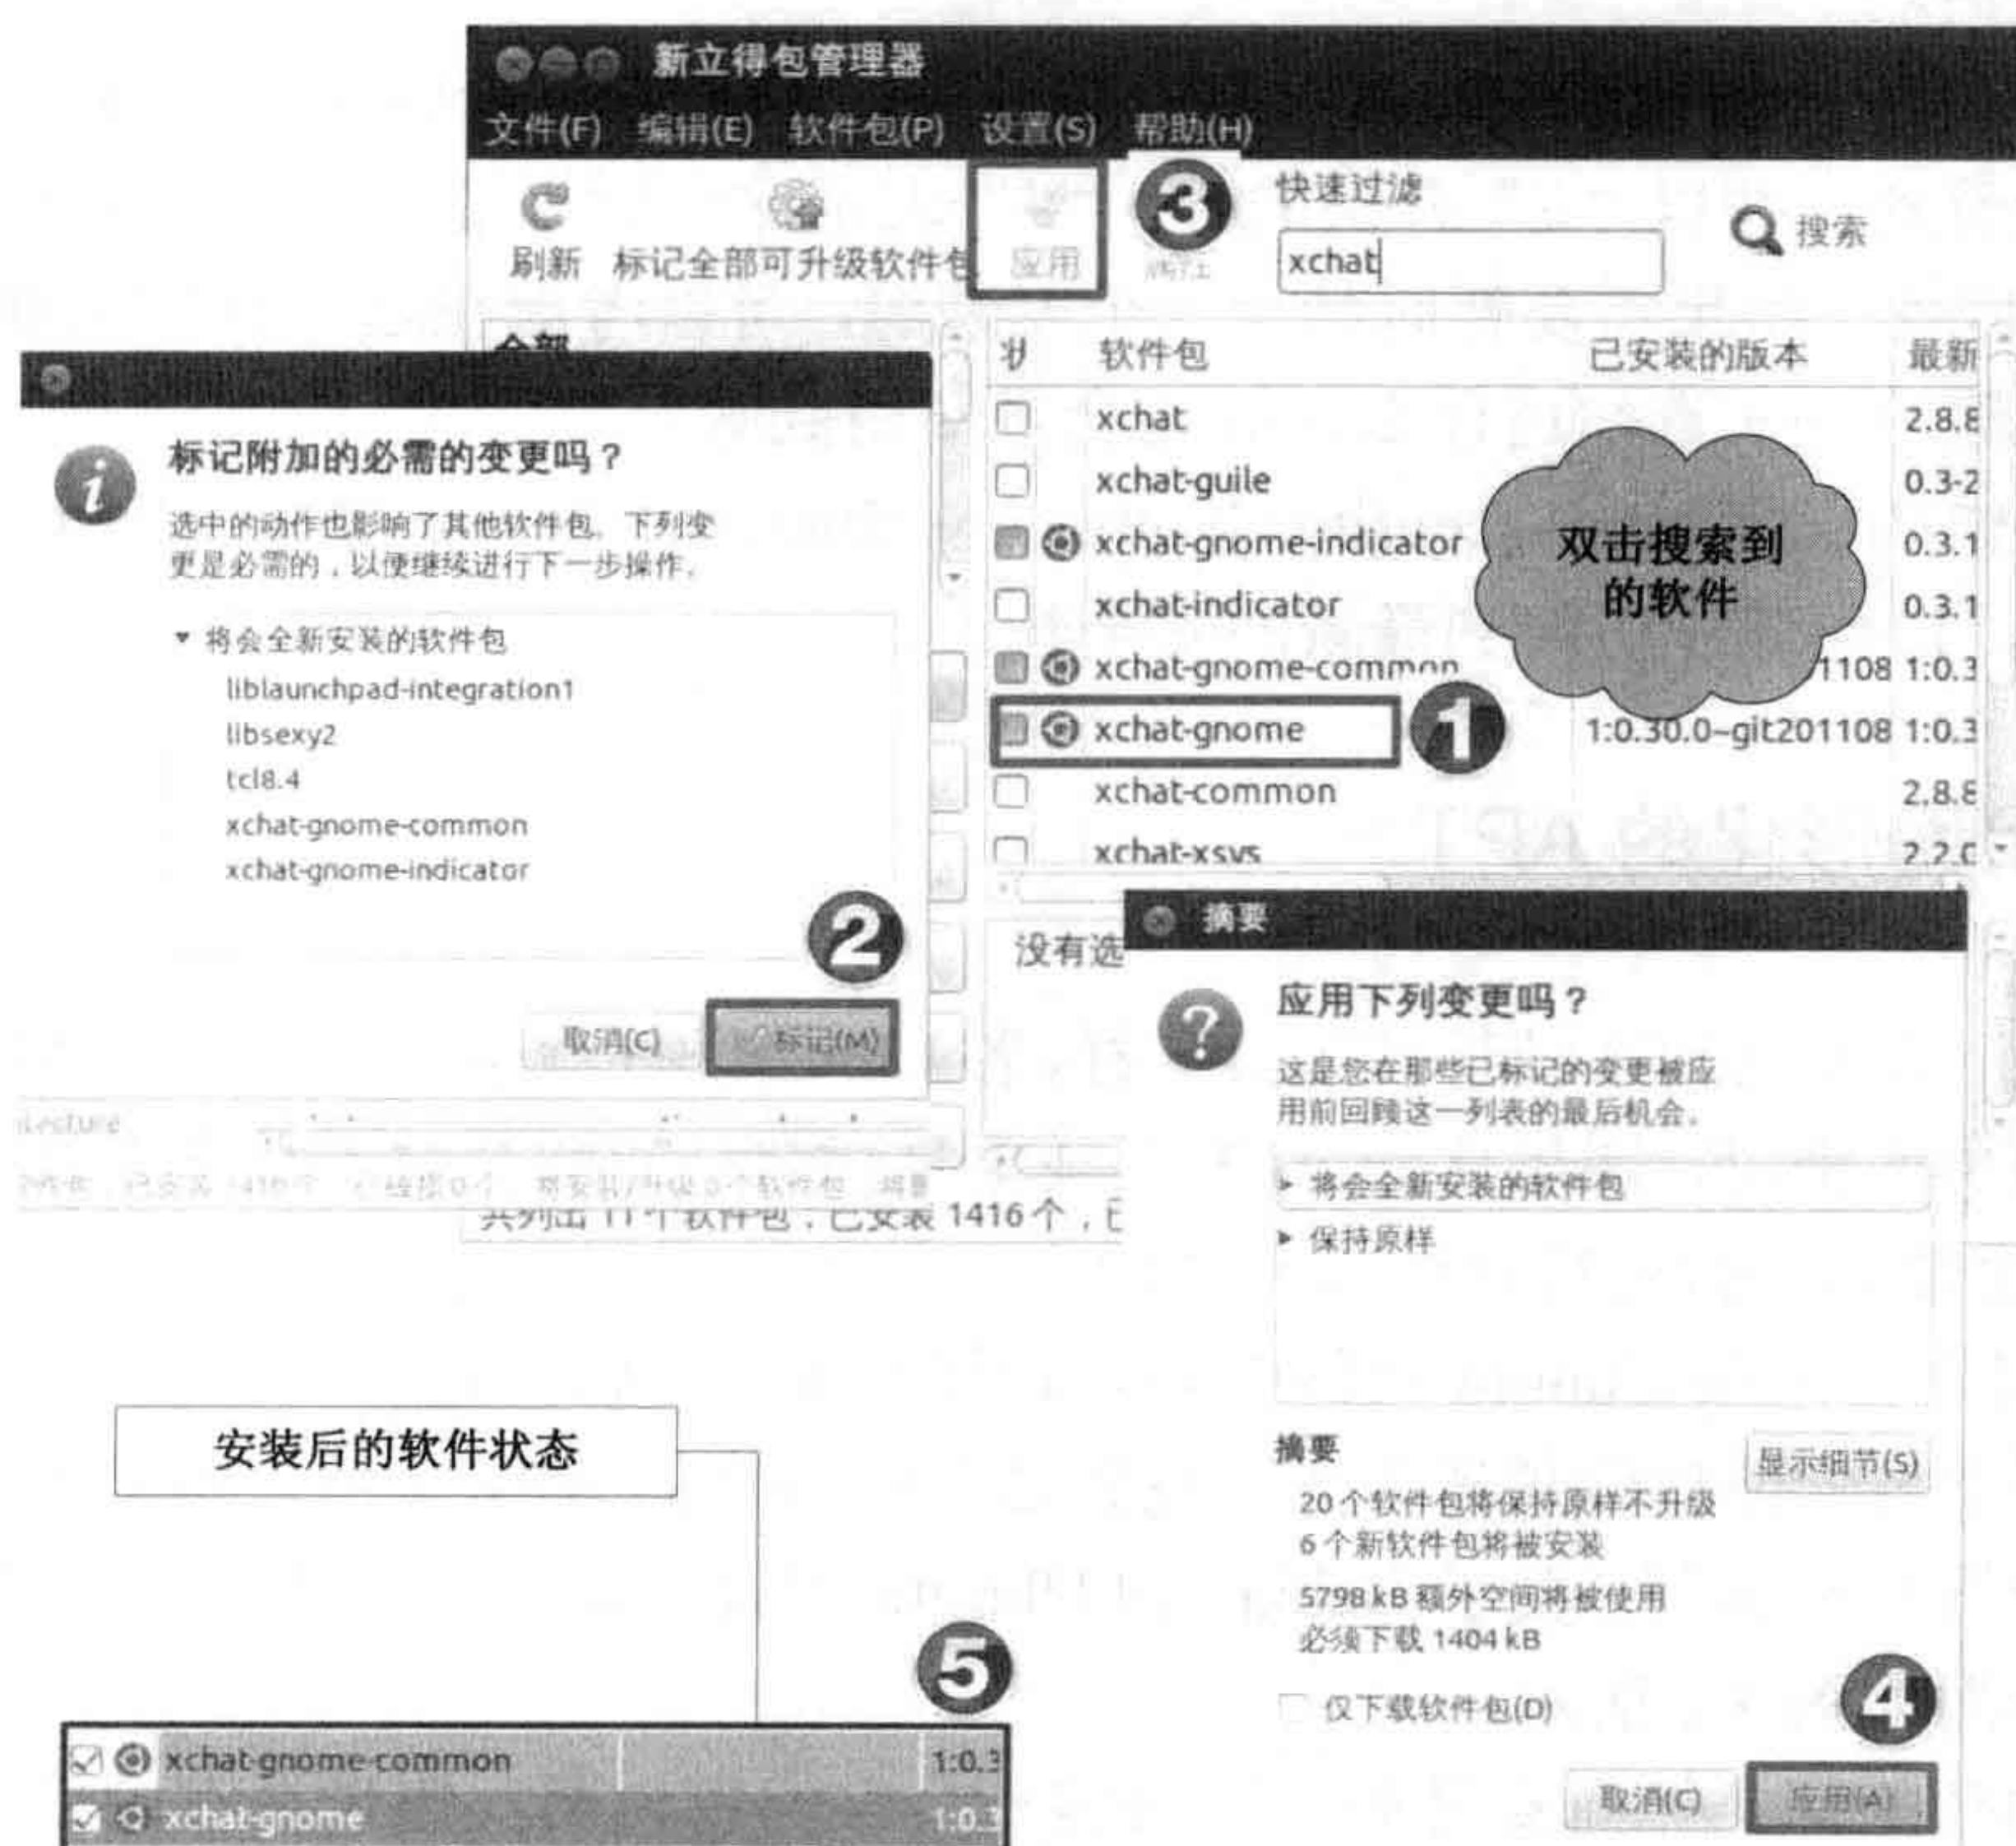 新立得包管理器
文件(F) 编辑(E) 软件包(P) 设置(S) 帮助(H)
3
快速过滤
搜索
刷新 标记全部可升级软件包 应用
xchat
全部
软件包 已安装的版本 最新
xchat 2.8.8
xchat-guile 0.3-2
xchat-gnome-indicator 0.3.1
xchat-indicator 0.3.1
xchat-gnome-common 1108 1:0.3
xchat-gnome 1:0.30.0~git201108 1:0.3
xchat-common 2.8.8
xchat-xsys 2.2.0
双击搜索到
的软件
1
没有选
标记附加的必需的变更吗？
选中的动作也影响了其他软件包。下列变
更是必需的，以便继续进行下一步操作。
将会全新安装的软件包
liblaunchpad-integration1
libsexy2
tcl8.4
xchat-gnome-common
xchat-gnome-indicator
2
取消(C) 标记(M)
共列出 11 个软件包，已安装 1416 个，
摘要
应用下列变更吗？
这是您在那些已标记的变更被应
用前回顾这一列表的最后机会。
将会全新安装的软件包
保持原样
摘要
显示细节(S)
20 个软件包将保持原样不升级
6 个新软件包将被安装
5798 kB 额外空间将被使用
必须下载 1404 kB
仅下载软件包(D)
4
取消(C) 应用(A)
安装后的软件状态
5
xchat-gnome-common 1:0.3
xchat-gnome 1:0.3